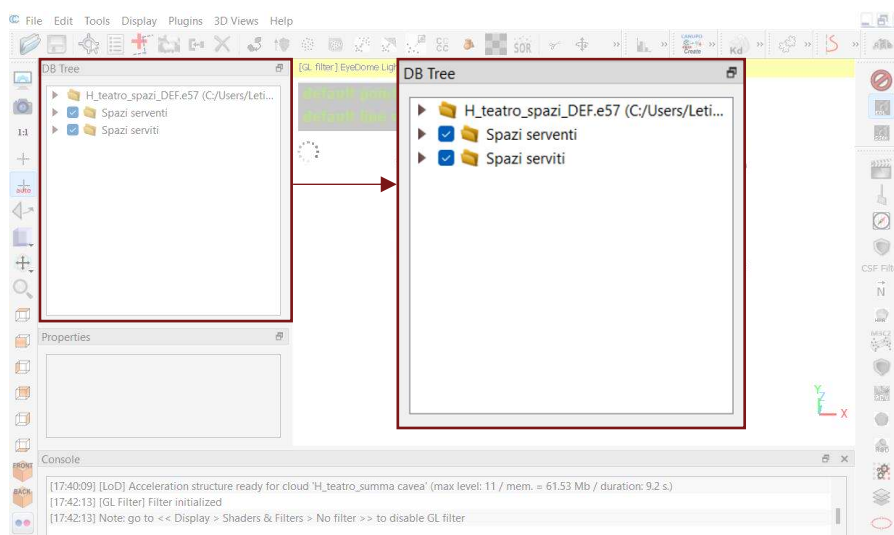 File Edit Tools Display Plugins 3D Views Help
SOR
CANUPO
Create
Kd
DB Tree
[GL filter] EyeDome Ligh
H_teatro_spazi_DEF.e57 (C:/Users/Leti...
Spazi serventi
Spazi serviti
DB Tree
H_teatro_spazi_DEF.e57 (C:/Users/Leti...
Spazi serventi
Spazi serviti
1:1
auto
CSF Filt
N
Properties
Y
Z
X
Console
FRONT
BACK
[17:40:09] [LoD] Acceleration structure ready for cloud 'H_teatro_summa cavea' (max level: 11 / mem. = 61.53 Mb / duration: 9.2 s.)
[17:42:13] [GL Filter] Filter initialized
[17:42:13] Note: go to << Display > Shaders & Filters > No filter >> to disable GL filter